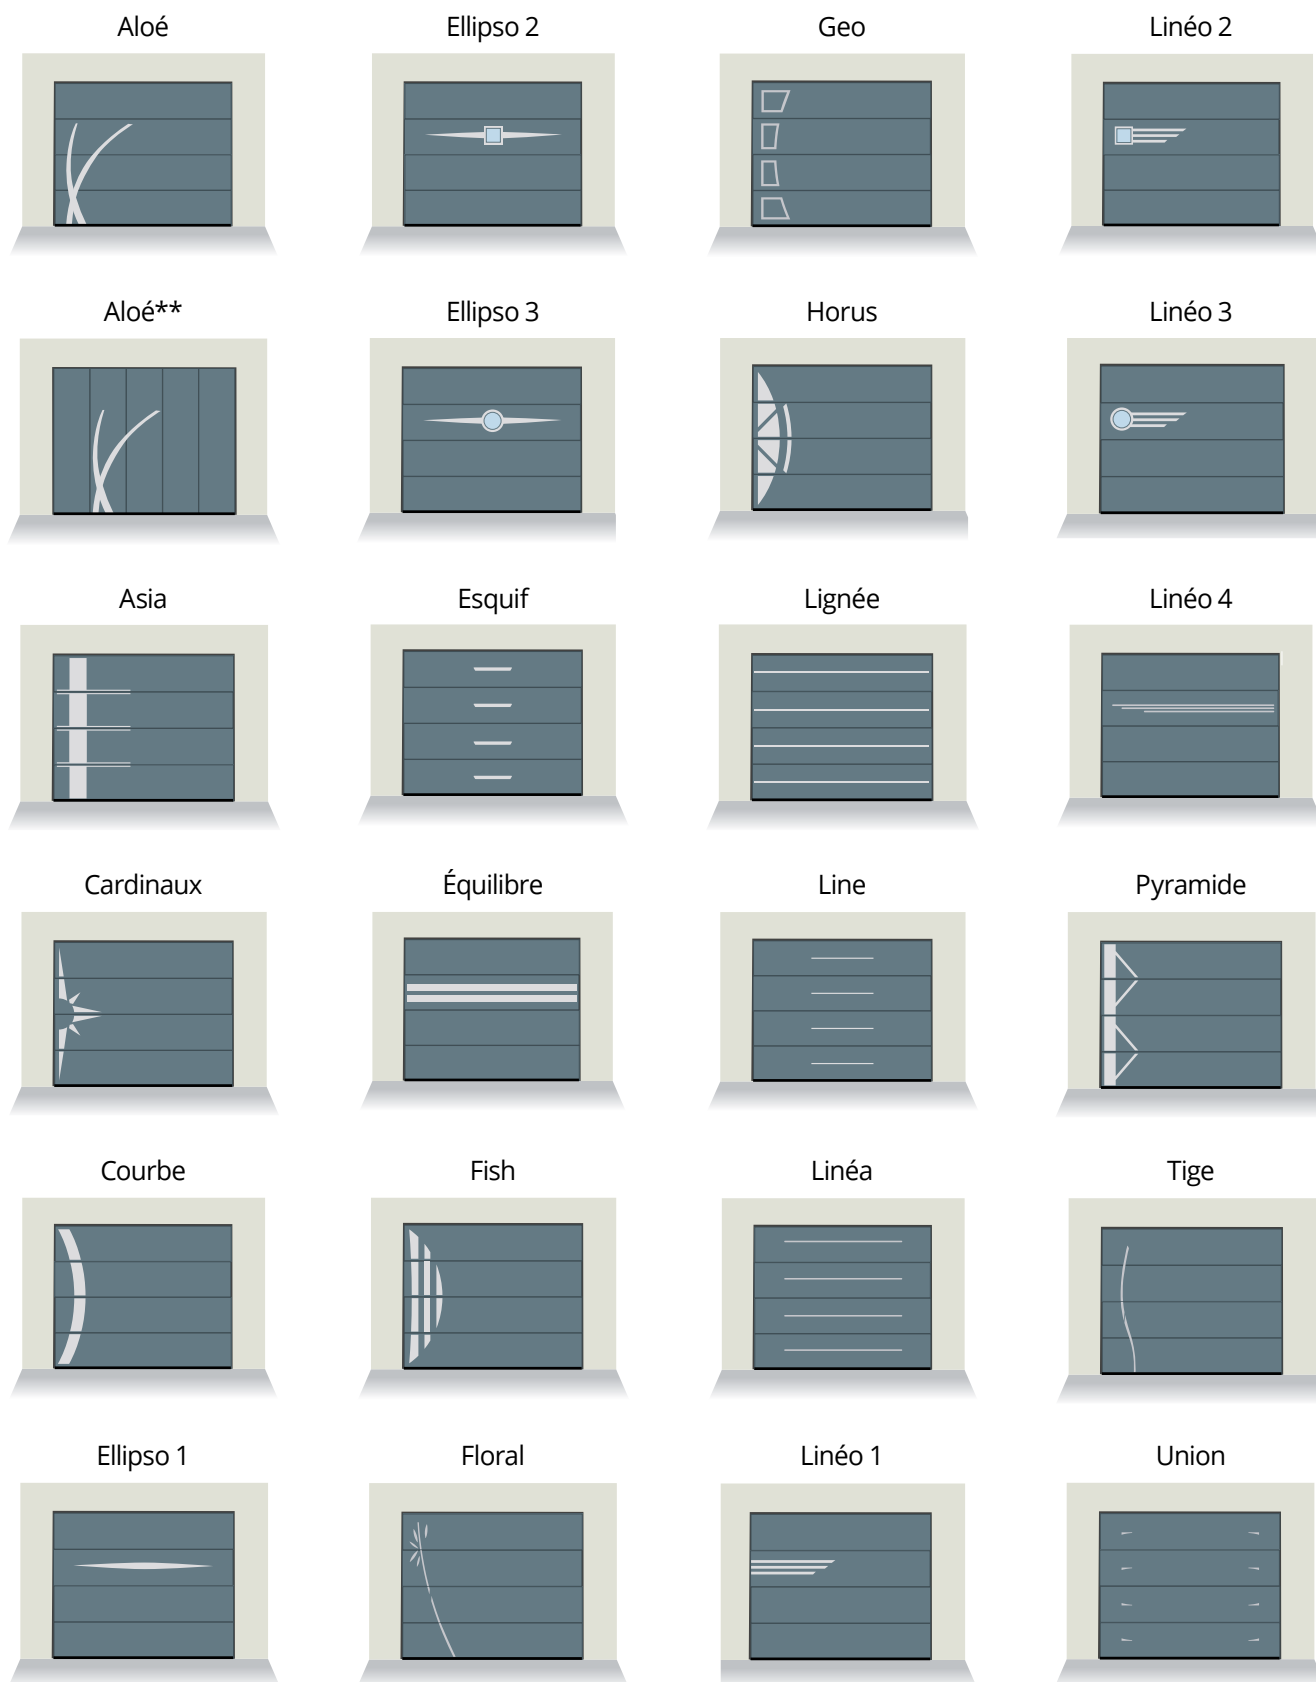 Aloé
Ellipso 2
Geo
Linéo 2
Aloé**
Ellipso 3
Horus
Linéo 3
Asia
Esquif
Lignée
Linéo 4
Cardinaux
Équilibre
Line
Pyramide
Courbe
Fish
Linéa
Tige
Ellipso 1
Floral
Linéo 1
Union